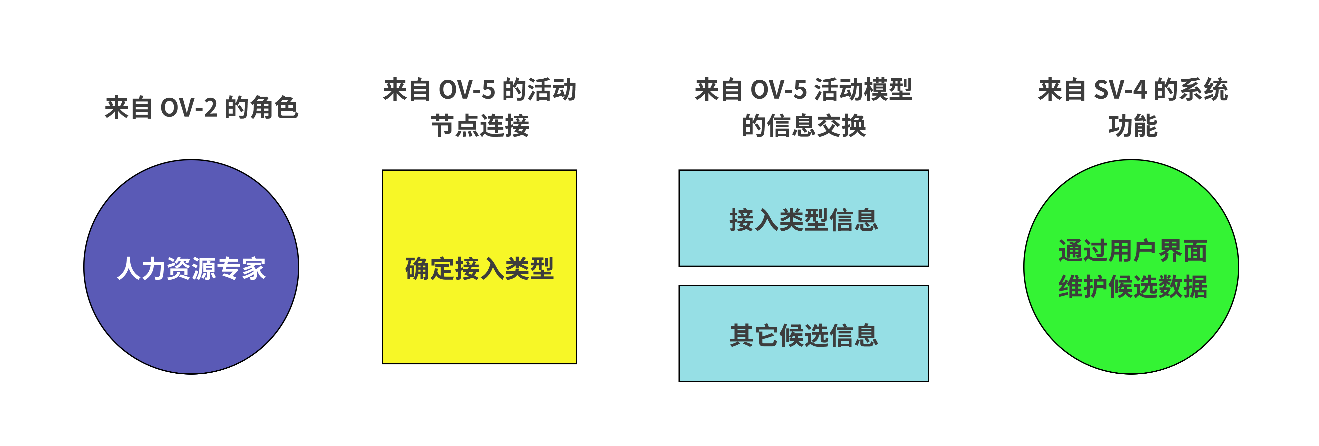 来自 OV-2 的角色
来自 OV-5 的活动
节点连接
来自 OV-5 活动模型
的信息交换
来自 SV-4 的系统
功能
人力资源专家
确定接入类型
接入类型信息
其它候选信息
通过用户界面
维护候选数据